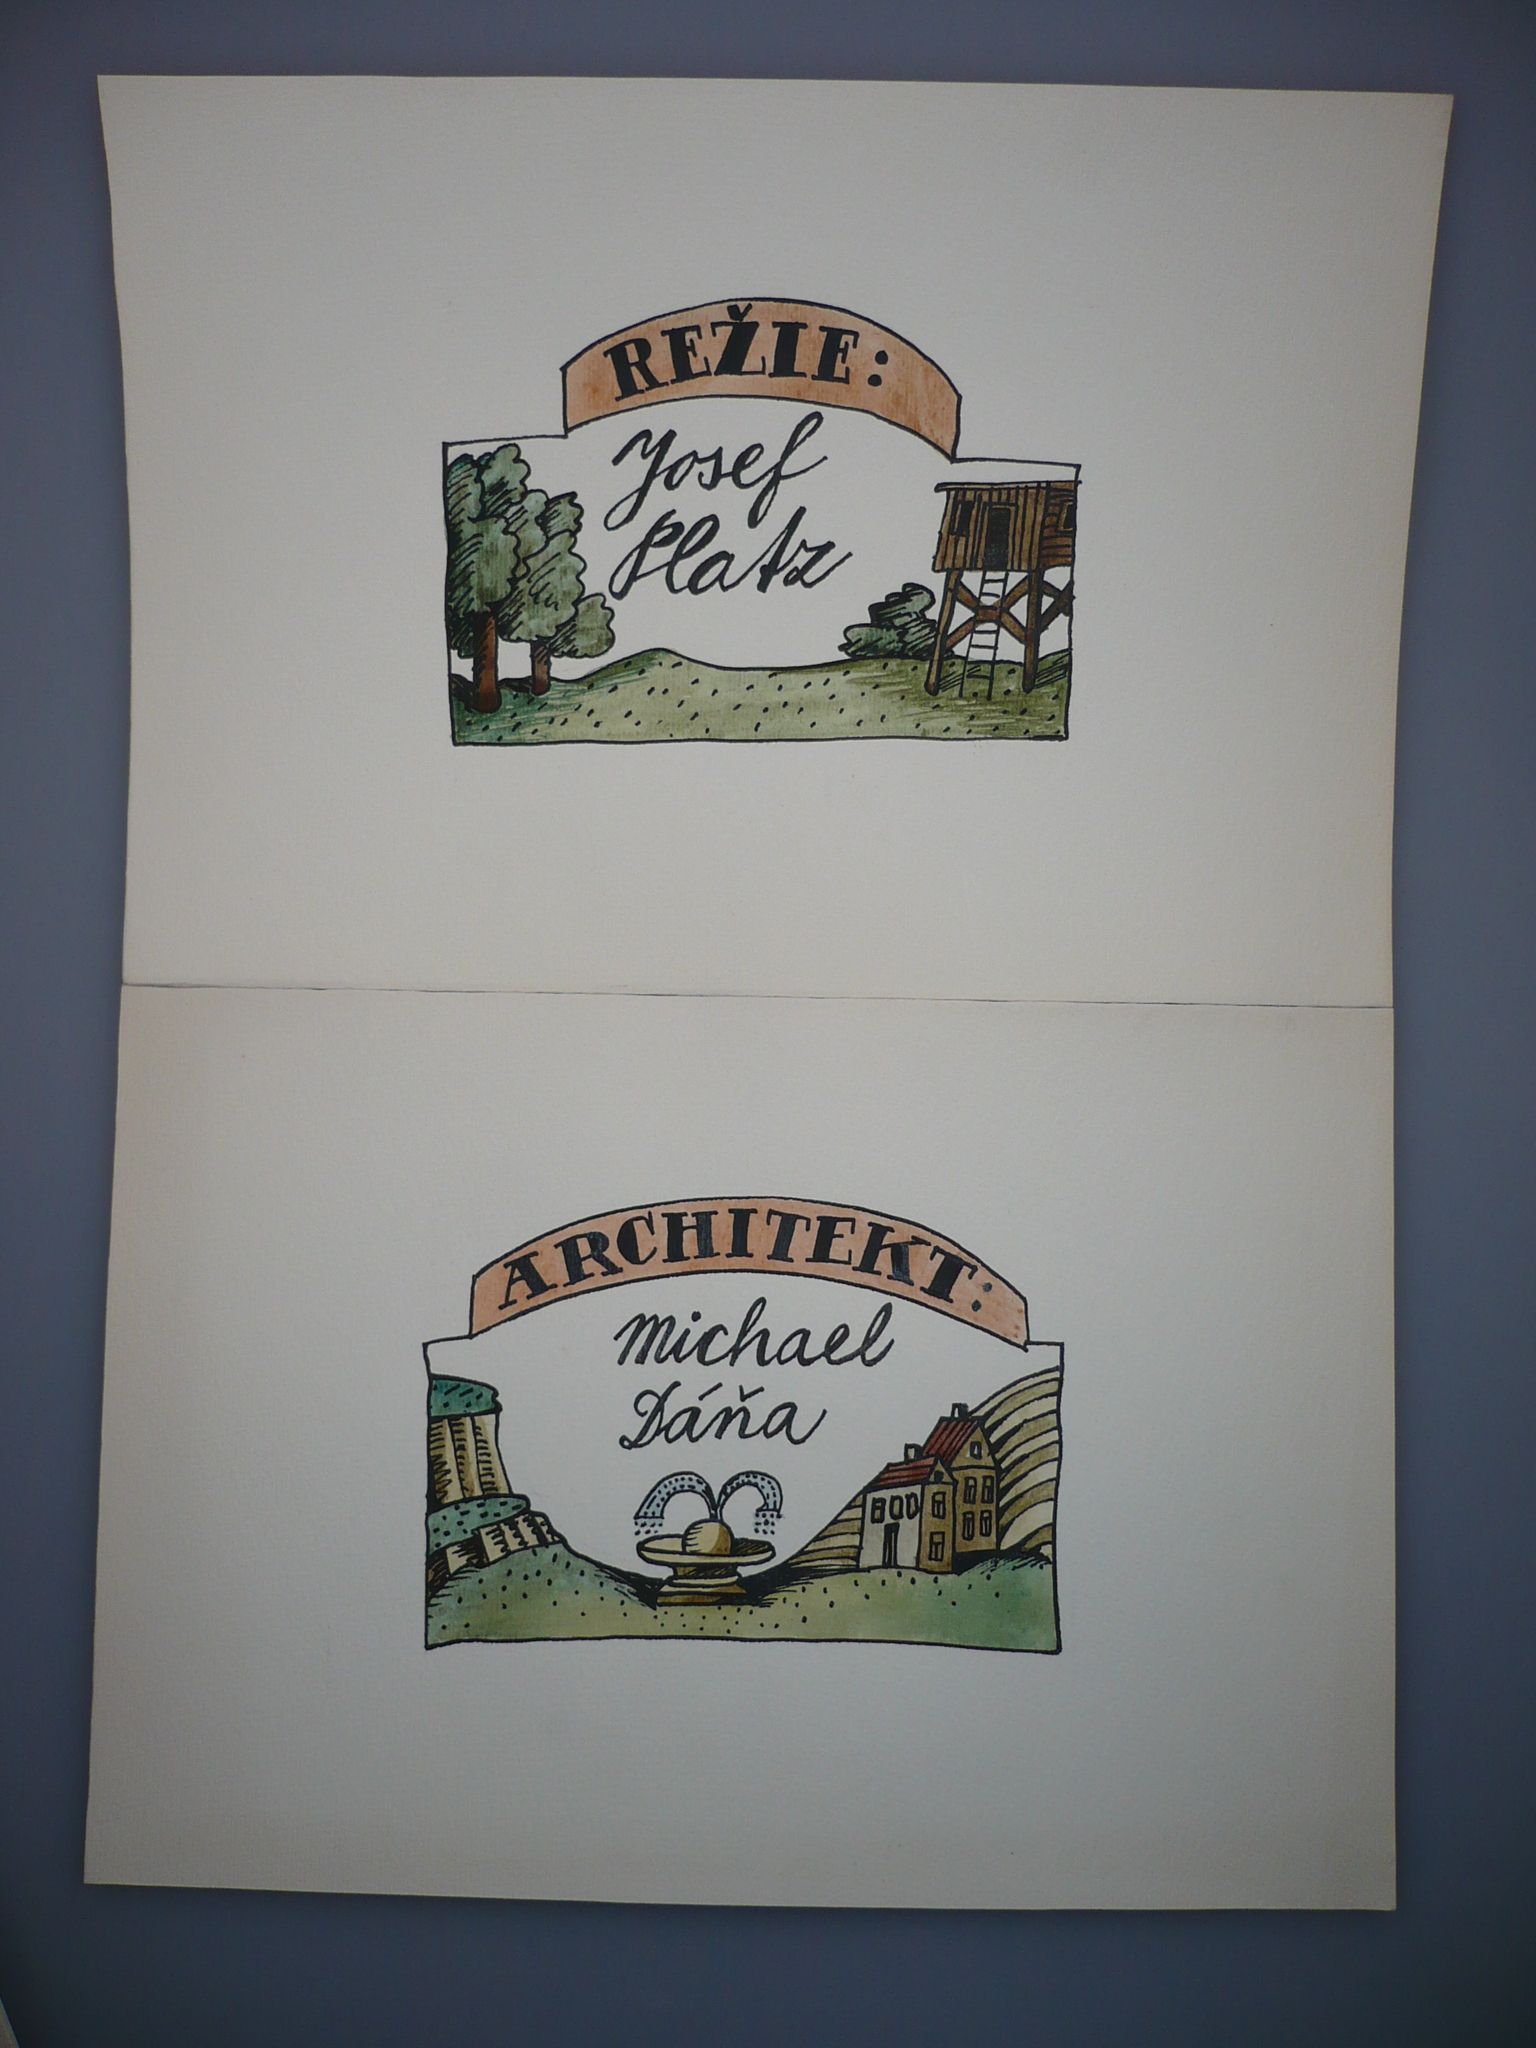 REŽIE:
Josef
Platz
ARCHITEKT:
Michael
Dáňa